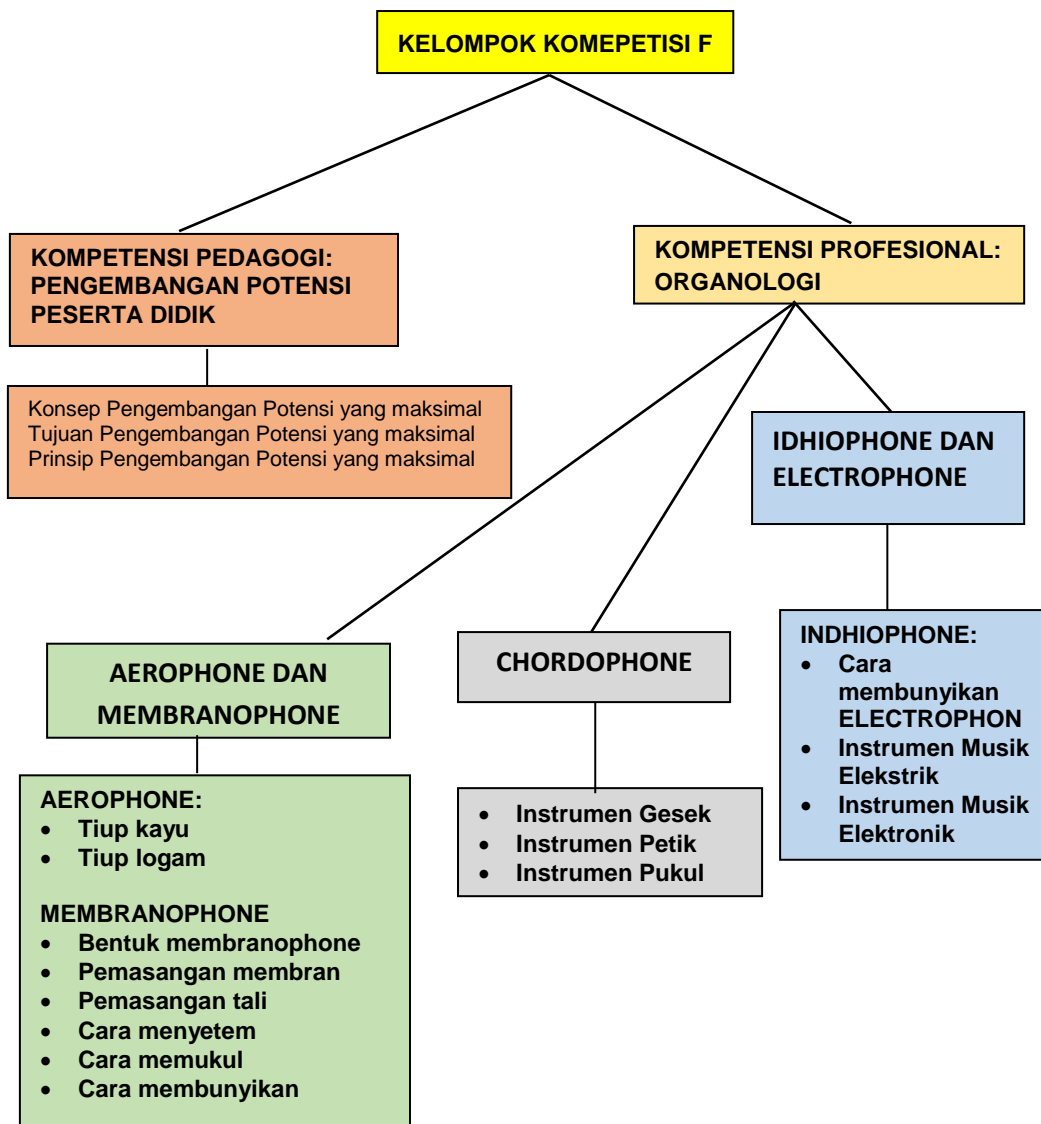 KELOMPOK KOMEPETISI F
KOMPETENSI PEDAGOGI:
PENGEMBANGAN POTENSI
PESERTA DIDIK
Konsep Pengembangan Potensi yang maksimal
Tujuan Pengembangan Potensi yang maksimal
Prinsip Pengembangan Potensi yang maksimal
KOMPETENSI PROFESIONAL:
ORGANOLOGI
AEROPHONE DAN
MEMBRANOPHONE
AEROPHONE:
• Tiup kayu
• Tiup logam
MEMBRANOPHONE
• Bentuk membranophone
• Pemasangan membran
• Pemasangan tali
• Cara menyetem
• Cara memukul
• Cara membunyikan
CHORDOPHONE
• Instrumen Gesek
• Instrumen Petik
• Instrumen Pukul
IDHIOPHONE DAN
ELECTROPHONE
INDHIOPHONE:
• Cara
membunyikan
ELECTROPHON
• Instrumen Musik
Elekstrik
• Instrumen Musik
Elektronik